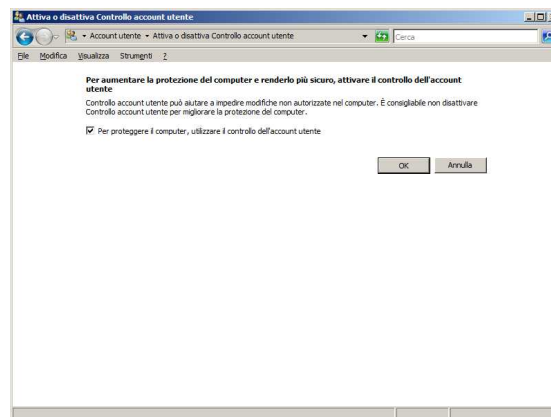 Attiva o disattiva Controllo account utente
Account utente Attiva o disattiva Controllo account utente
Cerca
File Modifica Visualizza Strumenti ?
Per aumentare la protezione del computer e renderlo più sicuro, attivare il controllo dell'account
utente
Controllo account utente può aiutare a impedire modifiche non autorizzate nel computer. È consigliabile non disattivare
Controllo account utente per migliorare la protezione del computer.
Per proteggere il computer, utilizzare il controllo dell'account utente
OK Annulla